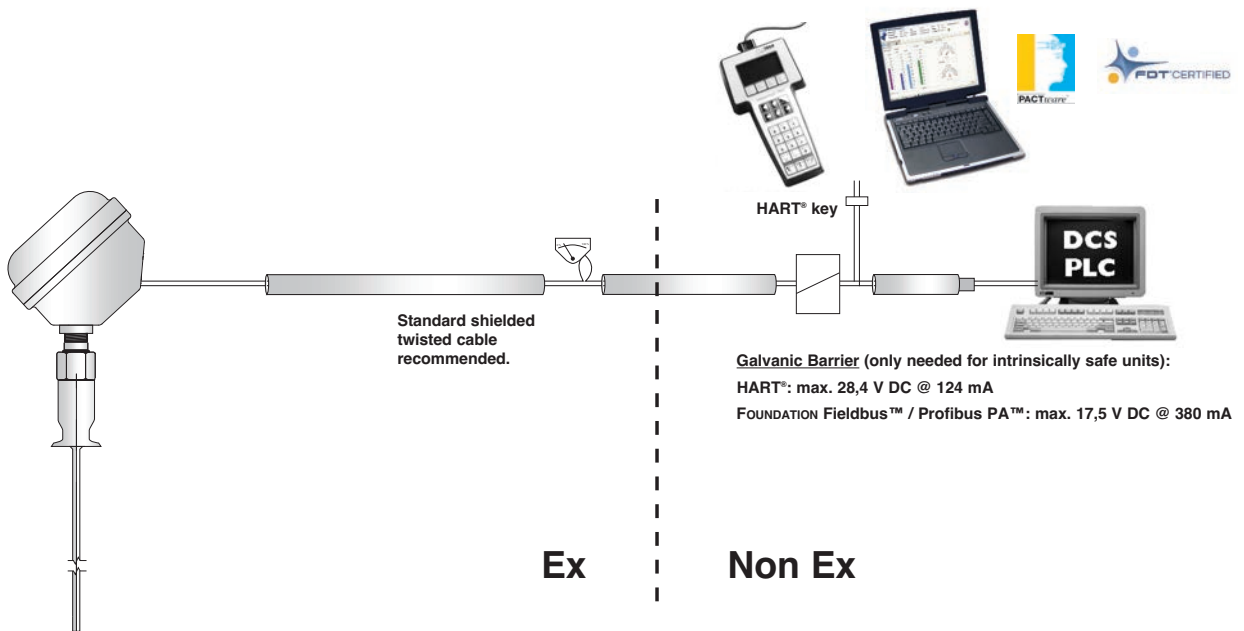 PACTware™
FDT CERTIFIED
HART® key
DCS
PLC
Standard shielded
twisted cable
recommended.
Galvanic Barrier (only needed for intrinsically safe units):
HART®: max. 28,4 V DC @ 124 mA
FOUNDATION Fieldbus™ / Profibus PA™: max. 17,5 V DC @ 380 mA
Ex
Non Ex